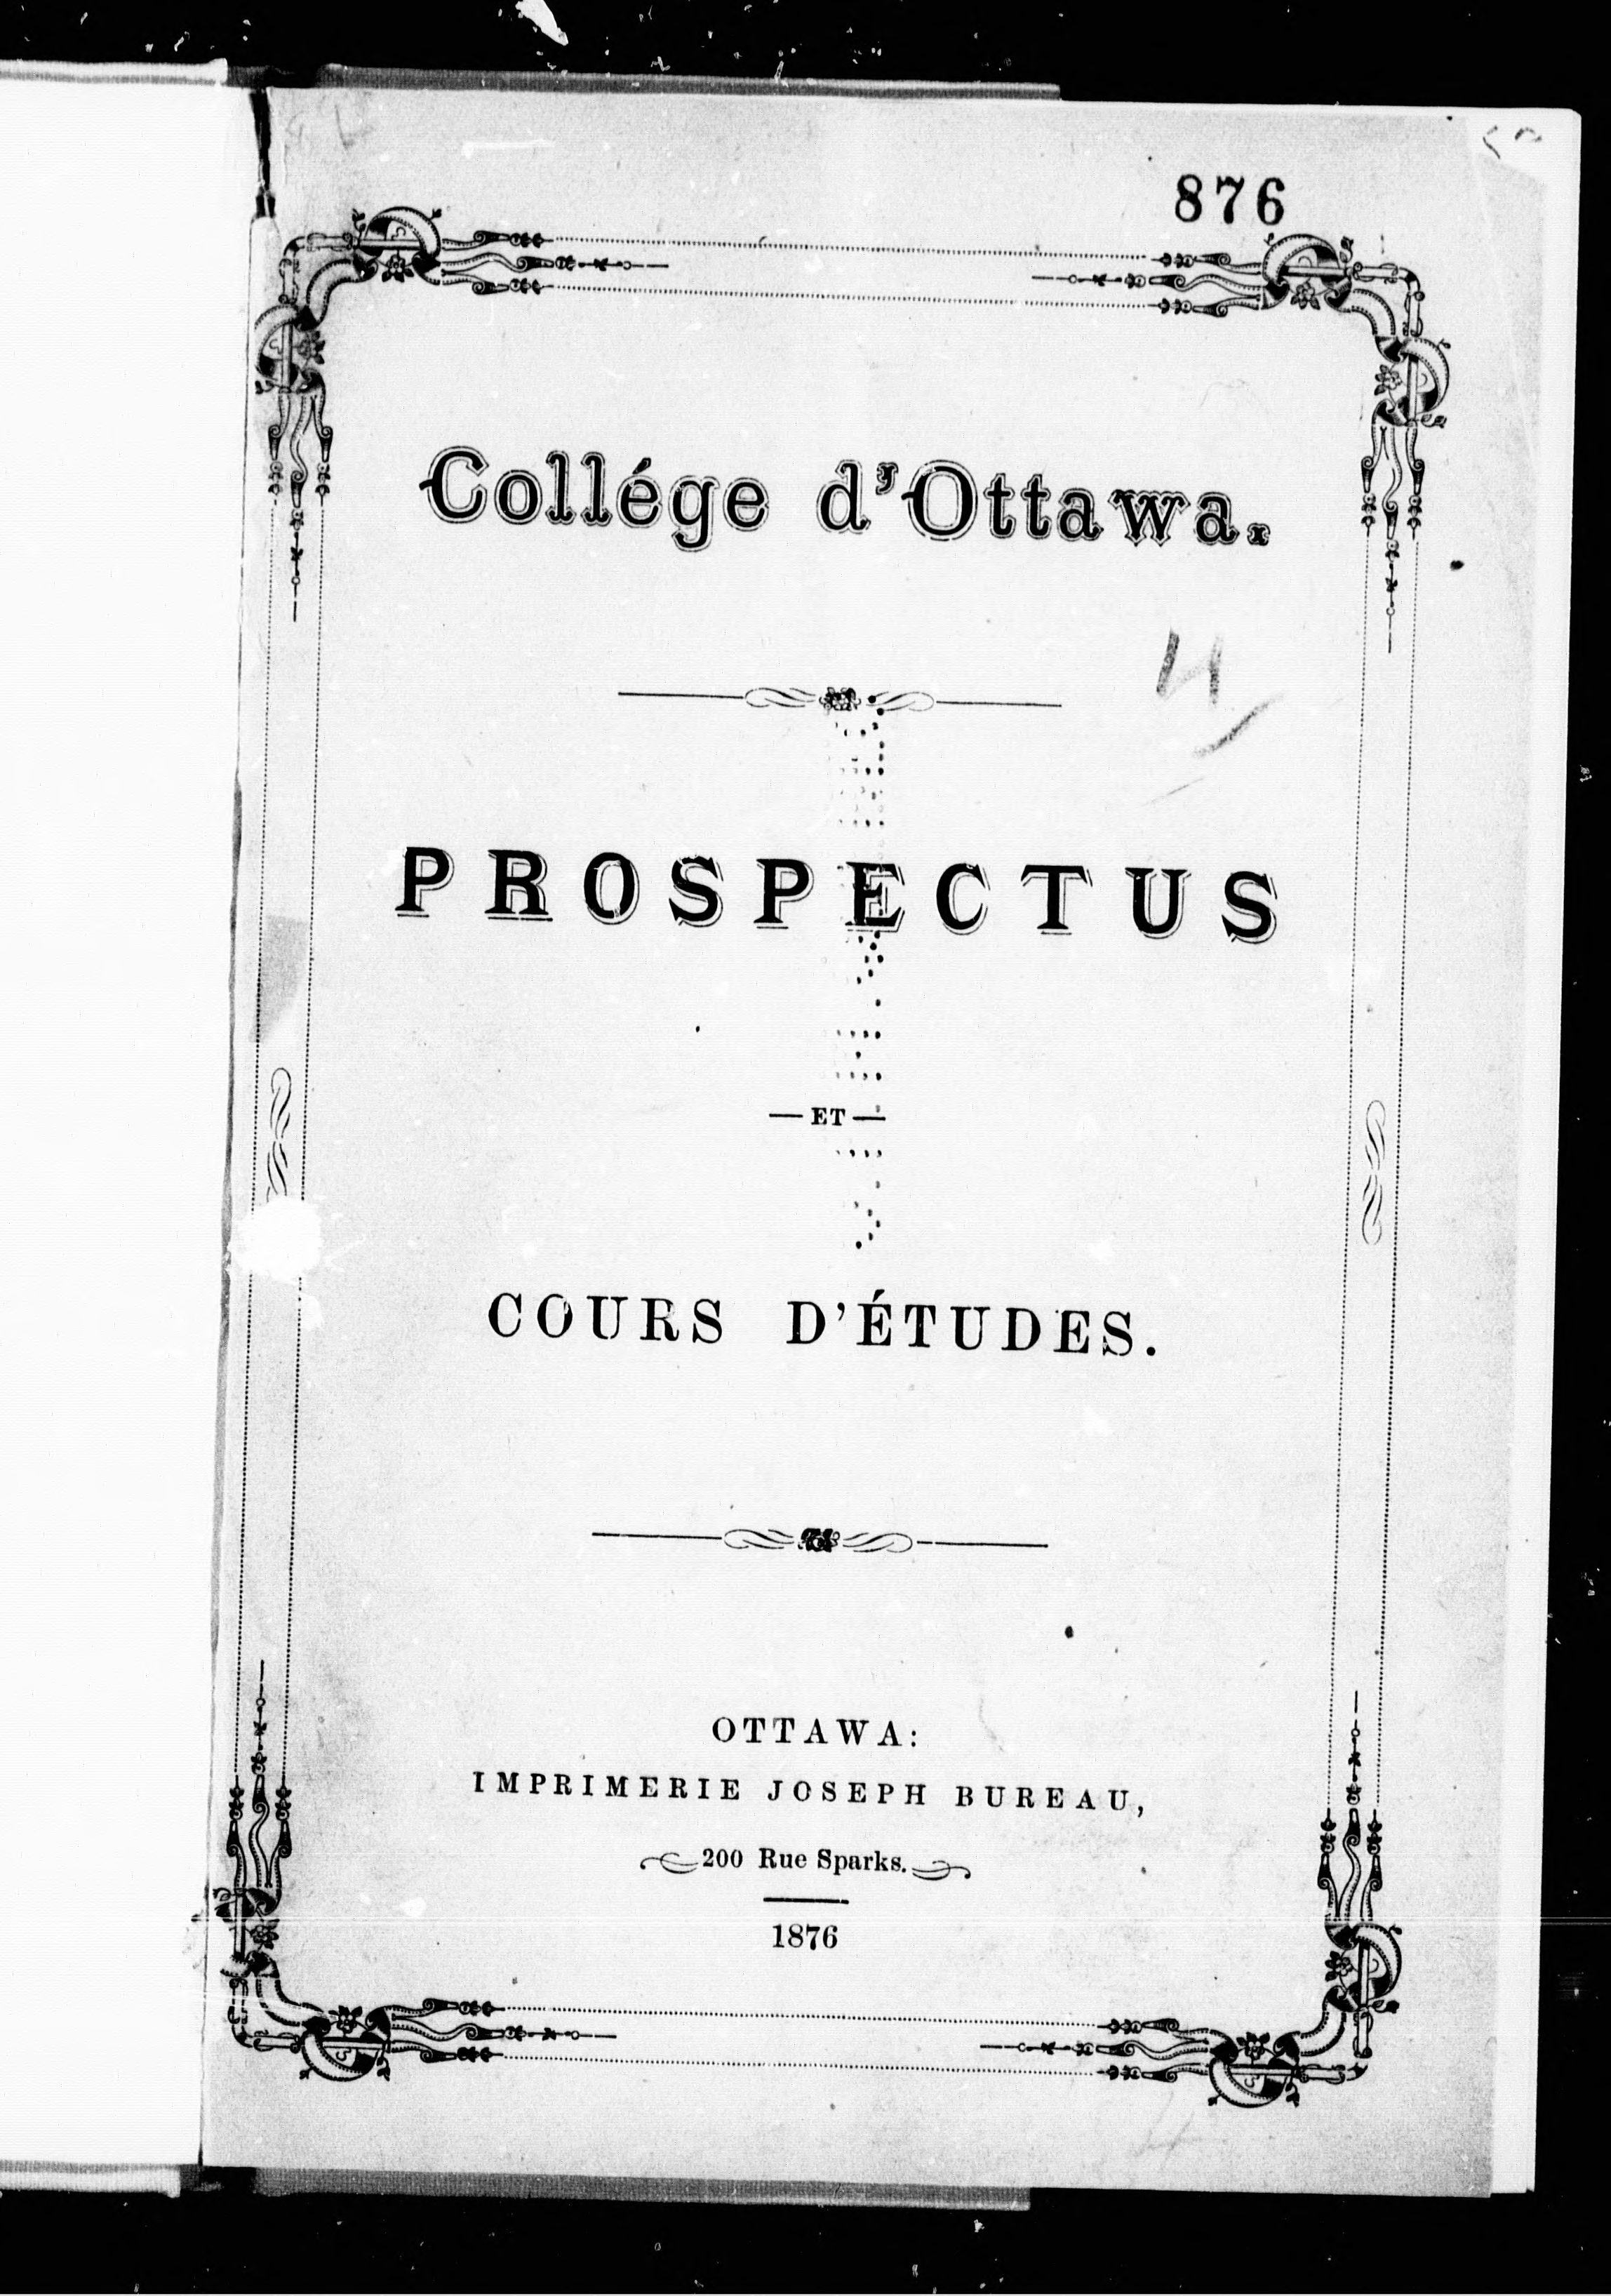 876
Collége d'Ottawa.
PROSPECTUS
— ET —
COURS D'ÉTUDES.
OTTAWA:
IMPRIMERIE JOSEPH BUREAU,
200 Rue Sparks.
1876